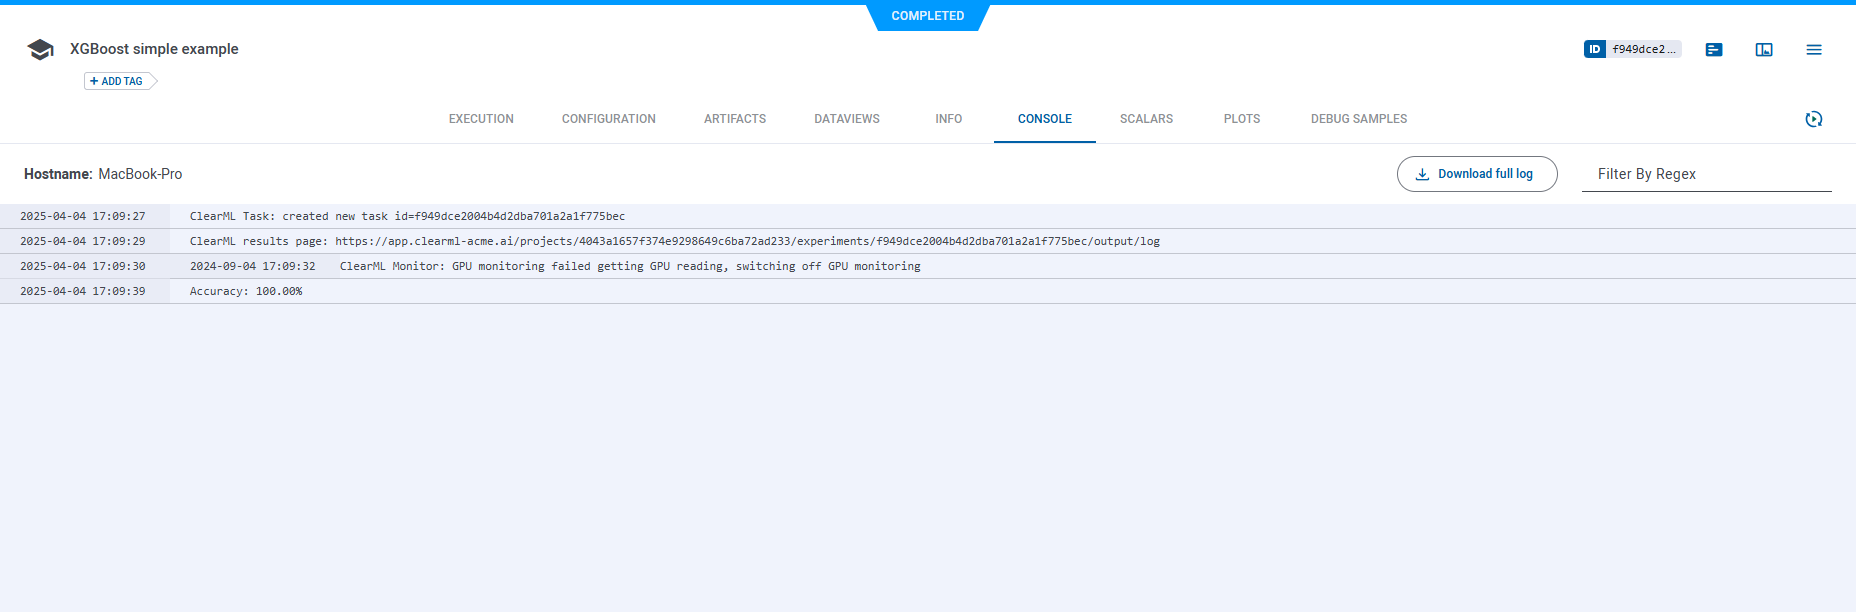 COMPLETED
XGBoost simple example
ID f949dce2...
+ ADD TAG
EXECUTION CONFIGURATION ARTIFACTS DATAVIEWS INFO CONSOLE SCALARS PLOTS DEBUG SAMPLES
Hostname: MacBook-Pro Download full log Filter By Regex
2025-04-04 17:09:27 ClearML Task: created new task id=f949dce2004b4d2dba701a2a1f775bec
2025-04-04 17:09:29 ClearML results page: https://app.clearml-acme.ai/projects/4043a1657f374e9298649c6ba72ad233/experiments/f949dce2004b4d2dba701a2a1f775bec/output/log
2025-04-04 17:09:30 2024-09-04 17:09:32 ClearML Monitor: GPU monitoring failed getting GPU reading, switching off GPU monitoring
2025-04-04 17:09:39 Accuracy: 100.00%